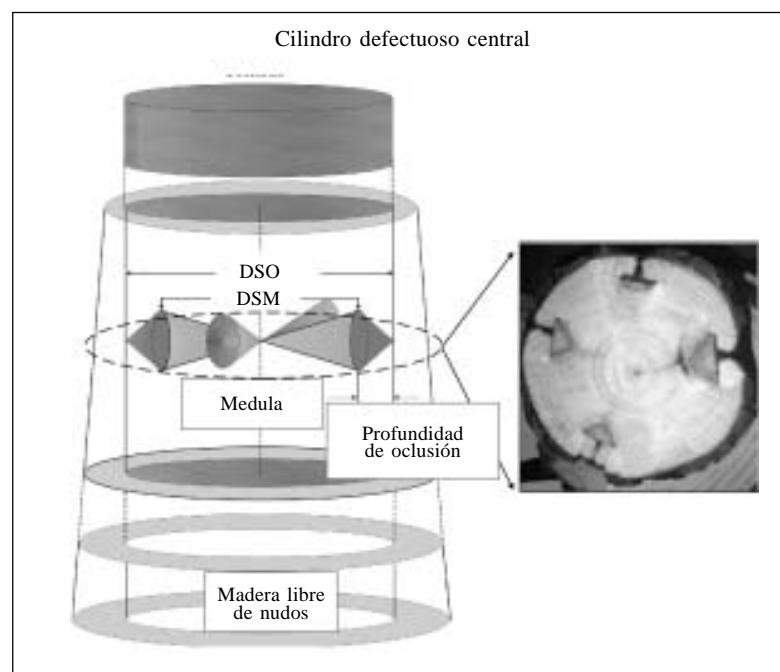 Cilindro defectuoso central
DSO
DSM
Medula
Profundidad
de oclusión
Madera libre
de nudos